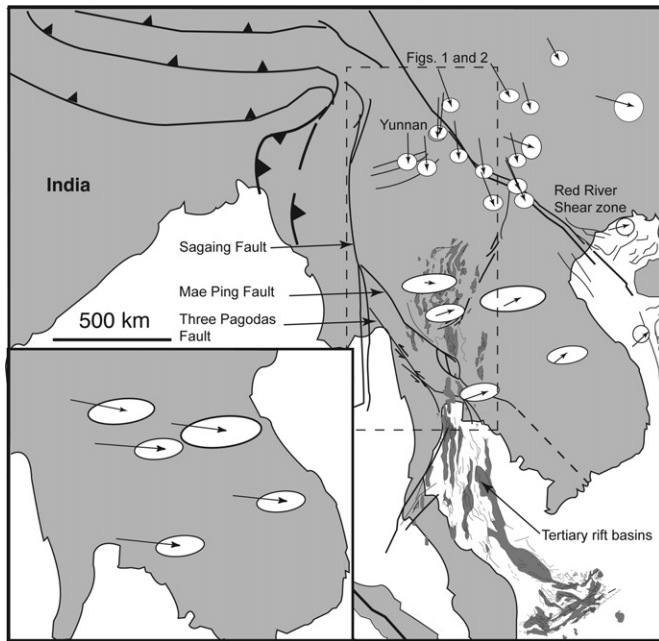 Figs. 1 and 2
Yunnan
India
Red River
Shear zone
Sagaing Fault
Mae Ping Fault
500 km
Three Pagodas
Fault
Tertiary rift basins